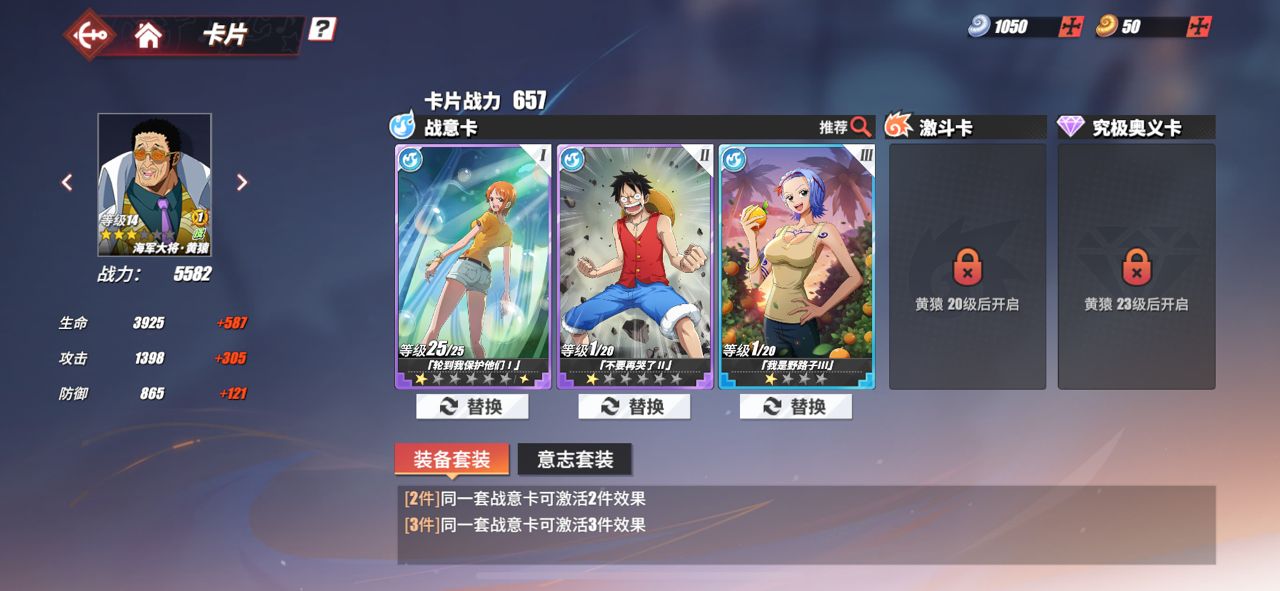 卡片
?
1050
50
卡片战力 657
战意卡
推荐
激斗卡
究极奥义卡
I
II
III
等级14
1
海军大将·黄猿
战力： 5582
生命 3925 +587
攻击 1398 +305
防御 865 +121
等级25/25
「轮到我保护他们 I 」
等级1/20
「不要再哭了 II 」
等级1/20
「我是野路子III」
黄猿 20级后开启
黄猿 23级后开启
替换
替换
替换
装备套装
意志套装
[2件]同一套战意卡可激活2件效果
[3件]同一套战意卡可激活3件效果